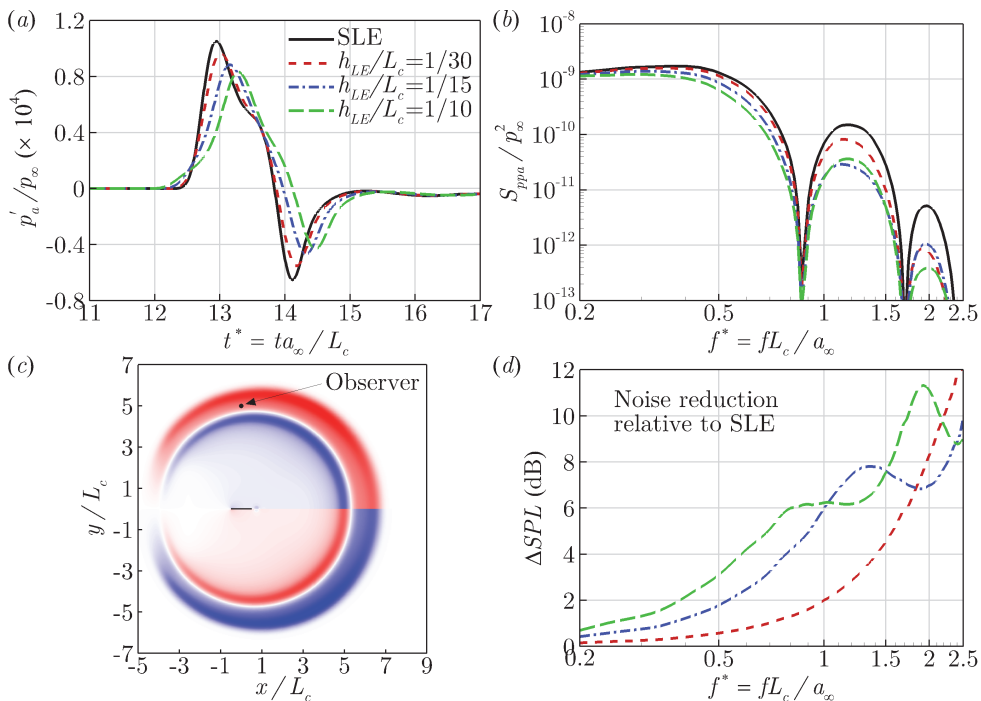 (a)
1.2
0.8
0.4
0
-0.4
-0.8
p'a/p∞ (× 10⁴)
SLE
hLE/Lc=1/30
hLE/Lc=1/15
hLE/Lc=1/10
11 12 13 14 15 16 17
t* = ta∞/Lc
(b)
10⁻⁸
10⁻⁹
10⁻¹⁰
10⁻¹¹
10⁻¹²
10⁻¹³
Sppa/p²∞
0.2 0.5 1 1.5 2 2.5
f* = fLc/a∞
(c)
7
5
3
1
-1
-3
-5
-7
y/Lc
Observer
-5 -3 -1 1 3 5 7 9
x/Lc
(d)
12
10
8
6
4
2
0
ΔSPL (dB)
Noise reduction
relative to SLE
0.2 0.5 1 1.5 2 2.5
f* = fLc/a∞